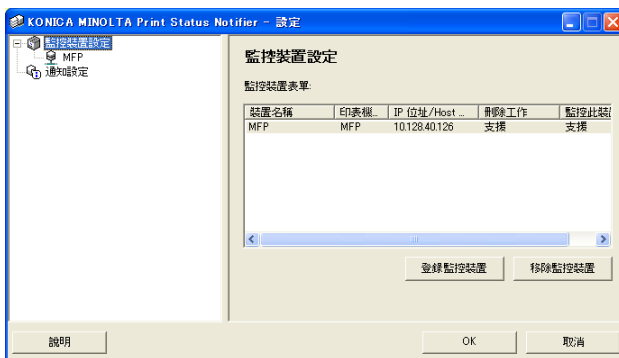 KONICA MINOLTA Print Status Notifier - 設定
監控裝置設定
MFP
通知設定
監控裝置設定
監控裝置表單:
裝置名稱 印表機... IP 位址/Host ... 刪除工作 監控此裝
MFP MFP 10.128.40.126 支援 支援
登錄監控裝置 移除監控裝置
說明 OK 取消